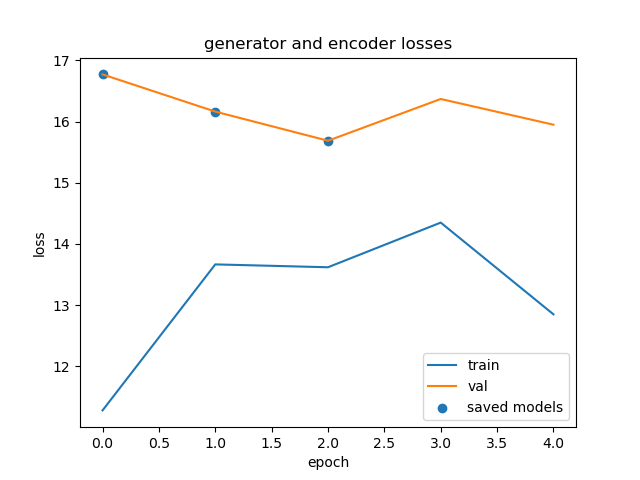 generator and encoder losses
17
16
15
14
13
12
loss
0.0 0.5 1.0 1.5 2.0 2.5 3.0 3.5 4.0
epoch
train
val
saved models